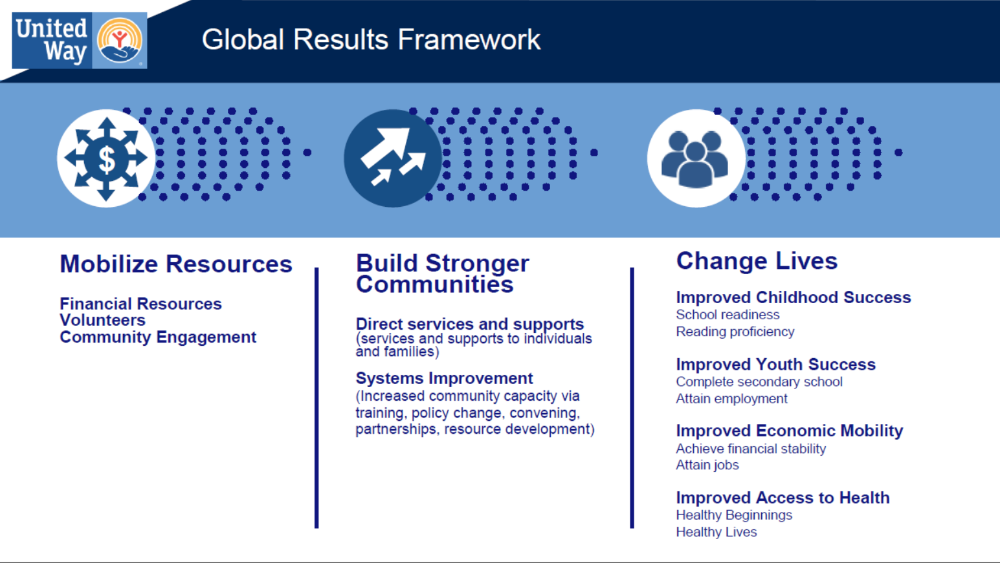 United
Way
Global Results Framework
$
Mobilize Resources
Financial Resources
Volunteers
Community Engagement
Build Stronger
Communities
Direct services and supports
(services and supports to individuals
and families)
Systems Improvement
(Increased community capacity via
training, policy change, convening,
partnerships, resource development)
Change Lives
Improved Childhood Success
School readiness
Reading proficiency
Improved Youth Success
Complete secondary school
Attain employment
Improved Economic Mobility
Achieve financial stability
Attain jobs
Improved Access to Health
Healthy Beginnings
Healthy Lives